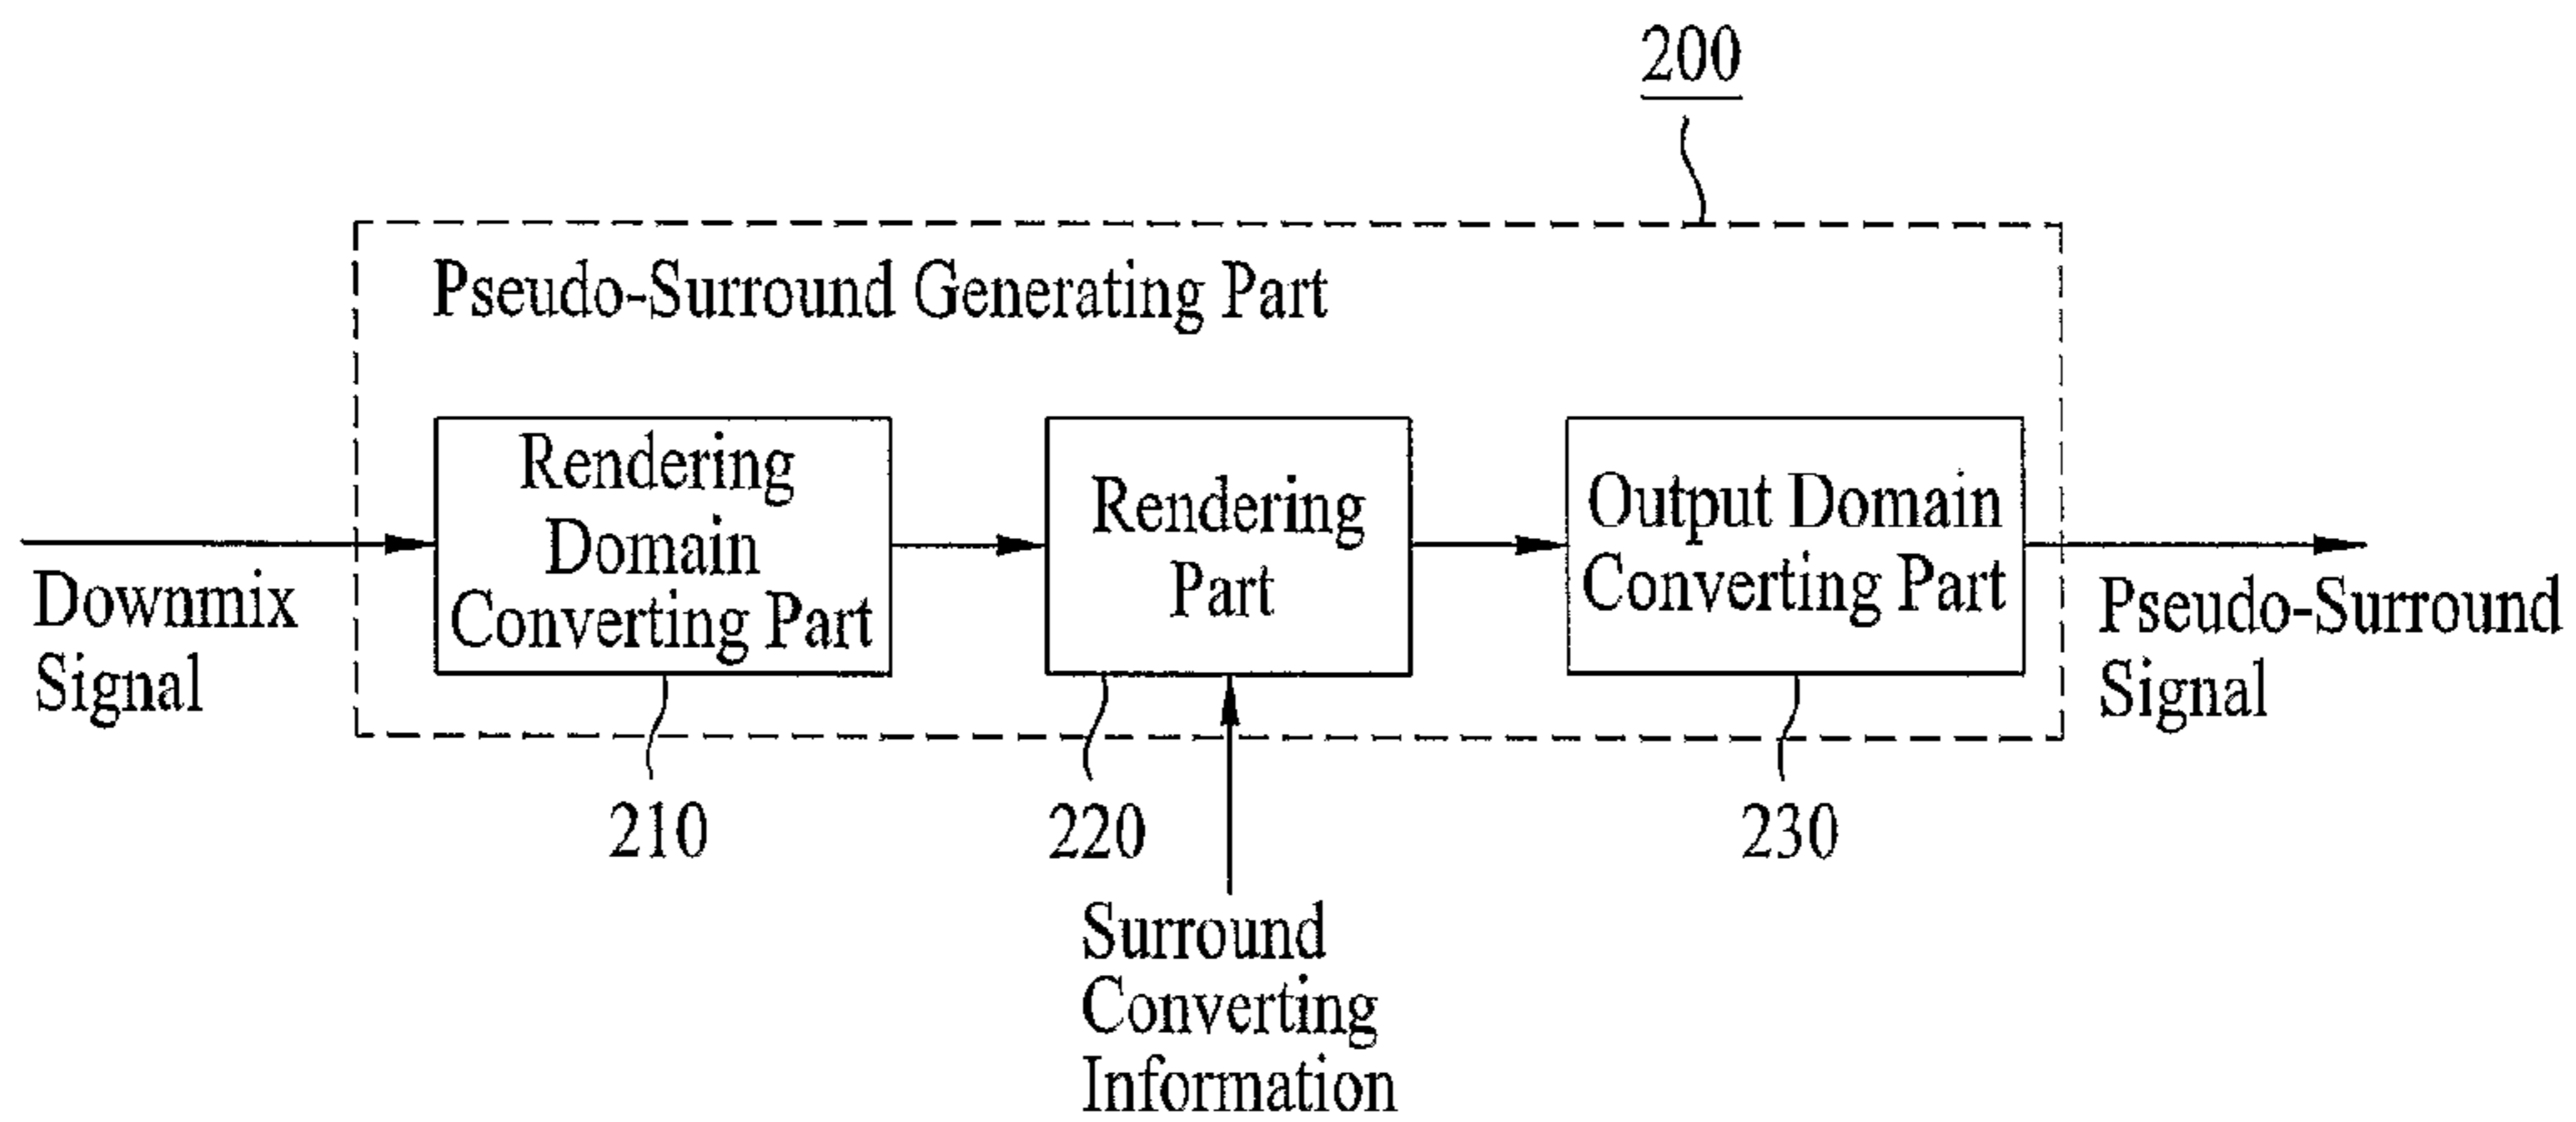 200
Pseudo-Surround Generating Part
Rendering
Domain
Converting Part
Rendering
Part
Output Domain
Converting Part
Downmix
Signal
Pseudo-Surround
Signal
210
220
230
Surround
Converting
Information